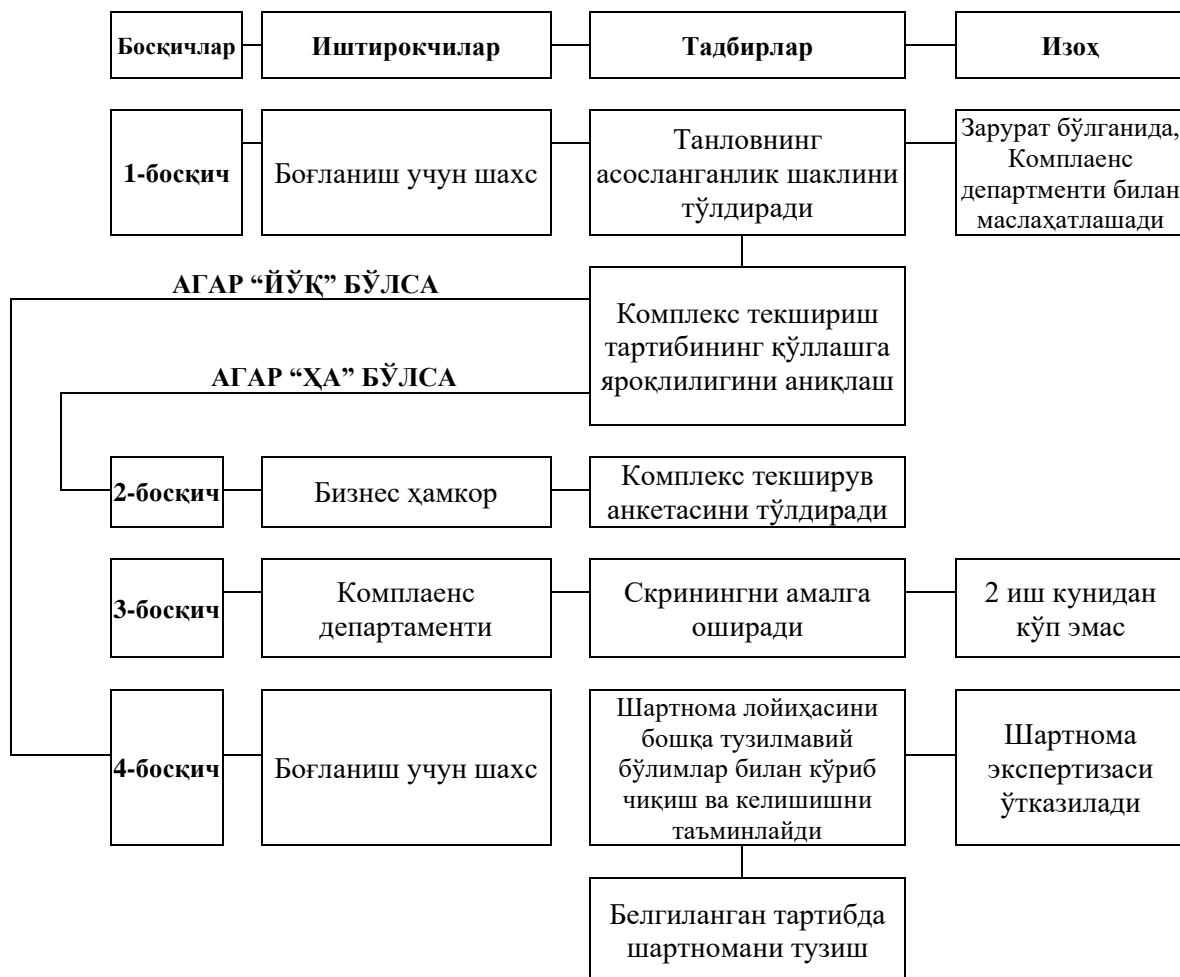 Босқичлар
Иштирокчилар
Тадбирлар
Изоҳ
1-босқич
Боғланиш учун шахс
Танловнинг
асосланганлик шаклини
тўлдиради
Зарурат бўлганида,
Комплаенс
департменти билан
маслаҳатлашади
АГАР “ЙЎҚ” БЎЛСА
Комплекс текшириш
тартибининг қўллашга
яроқлилигини аниқлаш
АГАР “ҲА” БЎЛСА
2-босқич
Бизнес ҳамкор
Комплекс текширув
анкетасини тўлдиради
3-босқич
Комплаенс
департаменти
Скринингни амалга
оширади
2 иш кунидан
кўп эмас
4-босқич
Боғланиш учун шахс
Шартнома лойиҳасини
бошқа тузилмавий
бўлимлар билан кўриб
чиқиш ва келишишни
таъминлайди
Шартнома
экспертизаси
ўтказилади
Белгиланган тартибда
шартномани тузиш